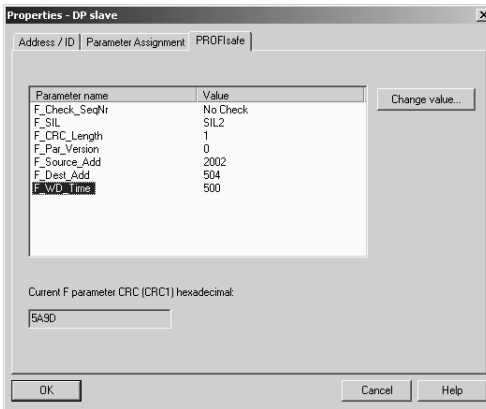 Properties - DP slave
Address / ID Parameter Assignment PROFIsafe
Parameter name Value
F_Check_SeqNr No Check
F_SIL SIL2
F_CRC_Length 1
F_Par_Version 0
F_Source_Add 2002
F_Dest_Add 504
F_WD_Time 500
Change value...
Current F parameter CRC (CRC1) hexadecimal:
5A9D
OK Cancel Help